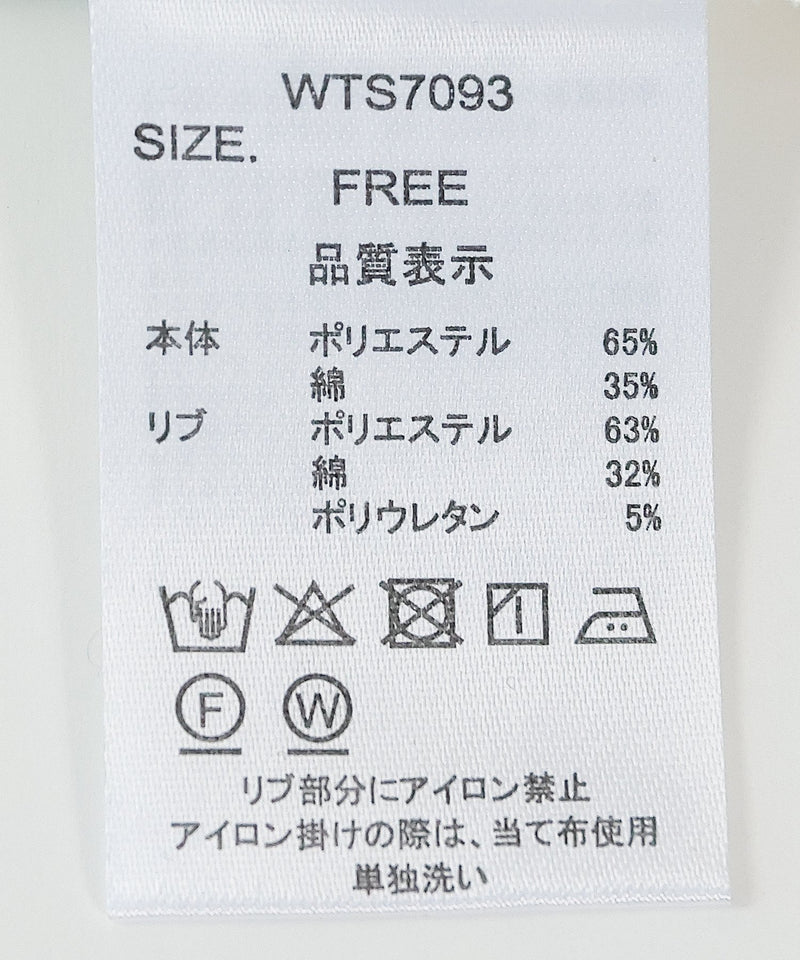 WTS7093
SIZE.
FREE
品質表示
本体 ポリエステル 65%
綿 35%
リブ ポリエステル 63%
綿 32%
ポリウレタン 5%
F W
リブ部分にアイロン禁止
アイロン掛けの際は、当て布使用
単独洗い